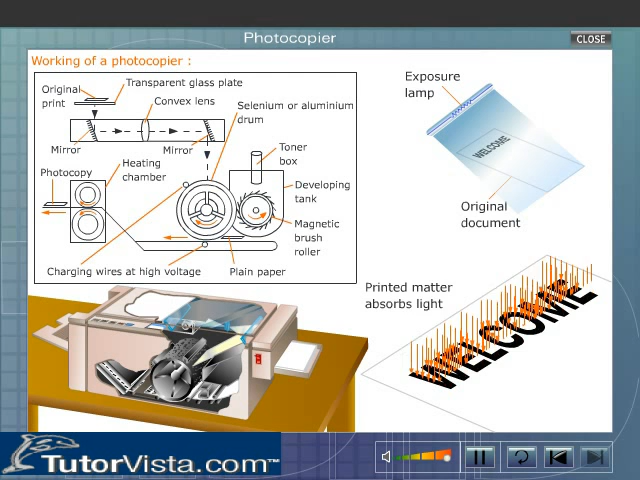 Photocopier
CLOSE
Working of a photocopier :
Original
print
Transparent glass plate
Convex lens
Selenium or aluminium
drum
Mirror
Mirror
Toner
box
Photocopy
Heating
chamber
Developing
tank
Magnetic
brush
roller
Charging wires at high voltage
Plain paper
Exposure
lamp
WELCOME
Original
document
Printed matter
absorbs light
WELCOME
TutorVista.com™